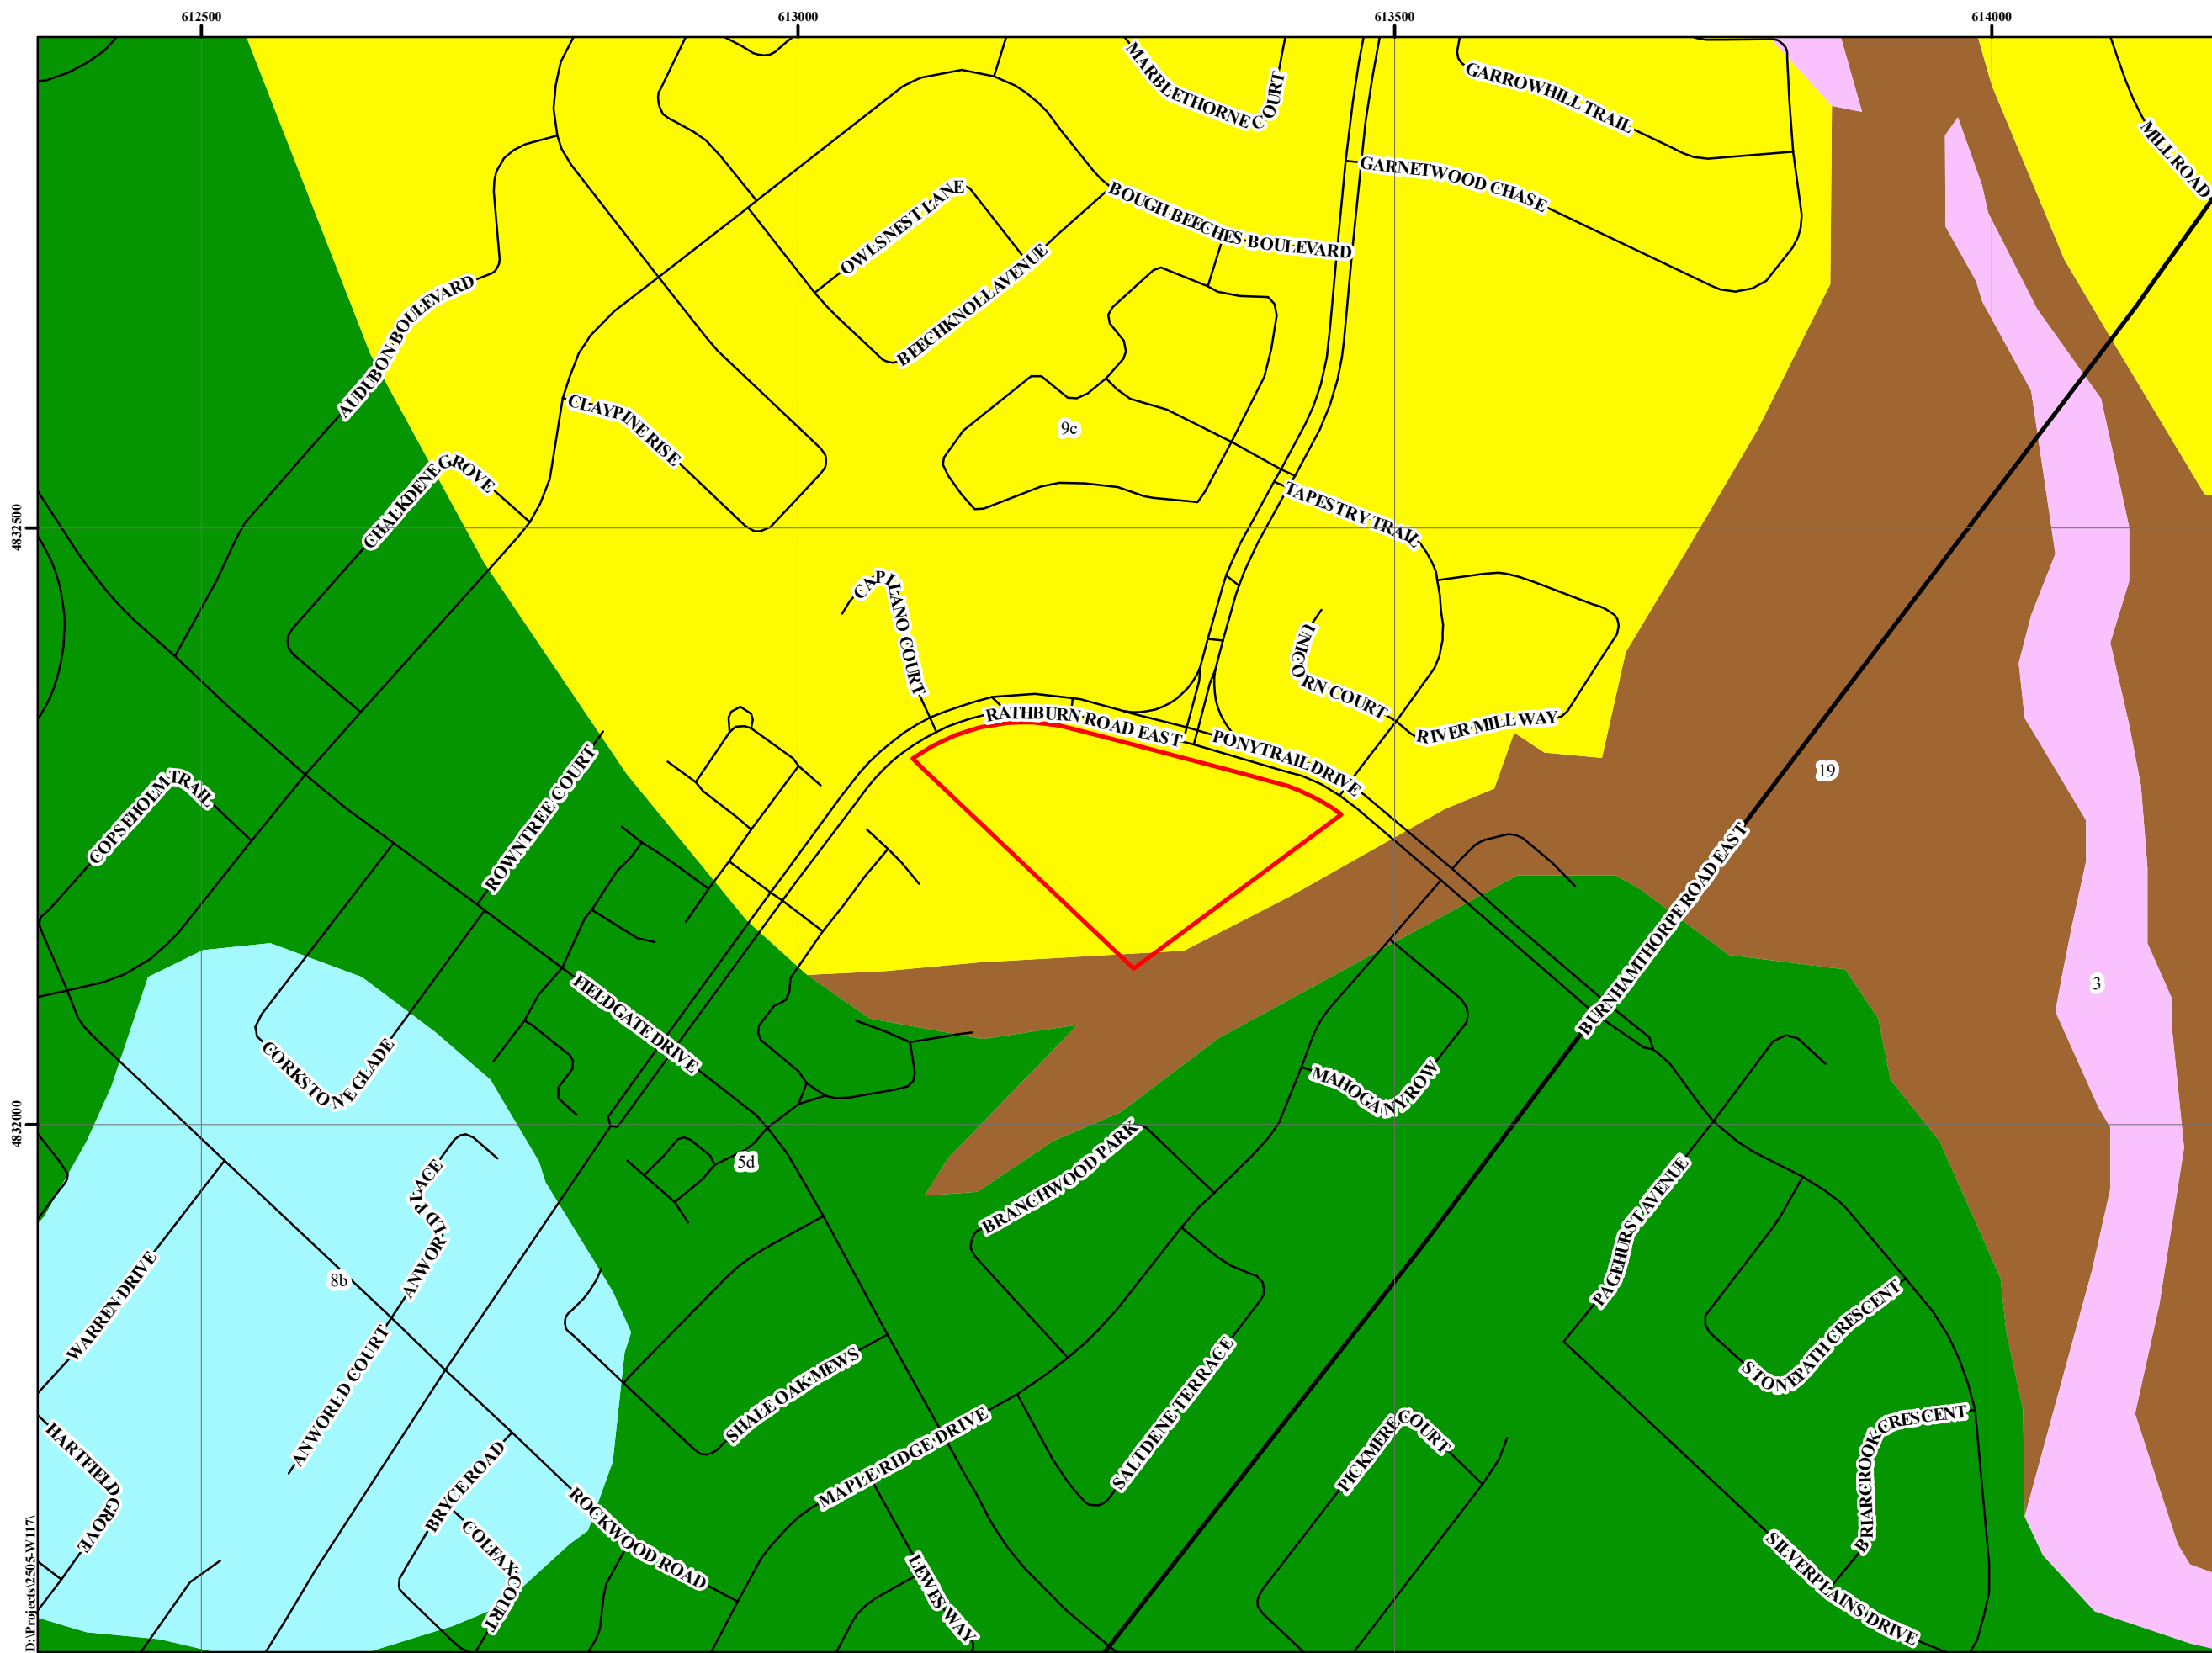 612500
613000
613500
614000
MARBLETHORNE COURT
GARROWHILL TRAIL
MILL ROAD
GARNETWOOD CHASE
OWLS NEST LANE
BOUGH BEECHES BOULEVARD
BEECHKNOLL AVENUE
AUDUBON BOULEVARD
CLAYPINE RISE
9c
CHALKDENE GROVE
TAPESTRY TRAIL
4832500
CAPILANO COURT
UNICORN COURT
RATHBURN ROAD EAST
RIVER MILL WAY
PONYTRAIL DRIVE
19
COPSEHOLM TRAIL
ROWNTREE COURT
BURNHAMTHORPE ROAD EAST
3
FIELDGATE DRIVE
CORKSTONE GLADE
MAHOGANY ROW
4832000
BRANCHWOOD PARK
5d
PAGEHURST AVENUE
ANWOR-LD PLACE
8b
WARREN DRIVE
STONEPATH CRESCENT
ANWORLD COURT
SHALE OAK MEWS
SALTDENE TERRACE
MAPLE RIDGE DRIVE
PICKMERE COURT
BRIARCROOK CRESCENT
HARTFIELD GROVE
BRYCE ROAD
ROCKWOOD ROAD
COLFAX COURT
LEWES WAY
SILVERPLAINS DRIVE
D:\Projects\2505-W117\